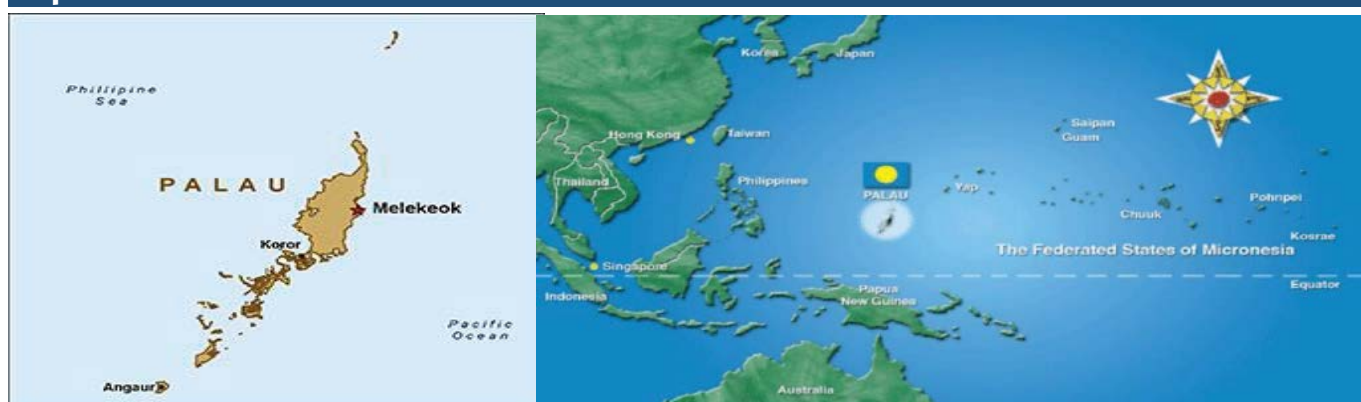 Phillipine
Sea
PALAU
Melekeok
Koror
Pacific
Ocean
Angaur
Korea
Japan
Hong Kong
Taiwan
Saipan
Guam
Thailand
Philippines
PALAU
Yap
Chuuk
Pohnpei
Kosrae
The Federated States of Micronesia
Singapore
Indonesia
Papua
New Guinea
Equator
Australia